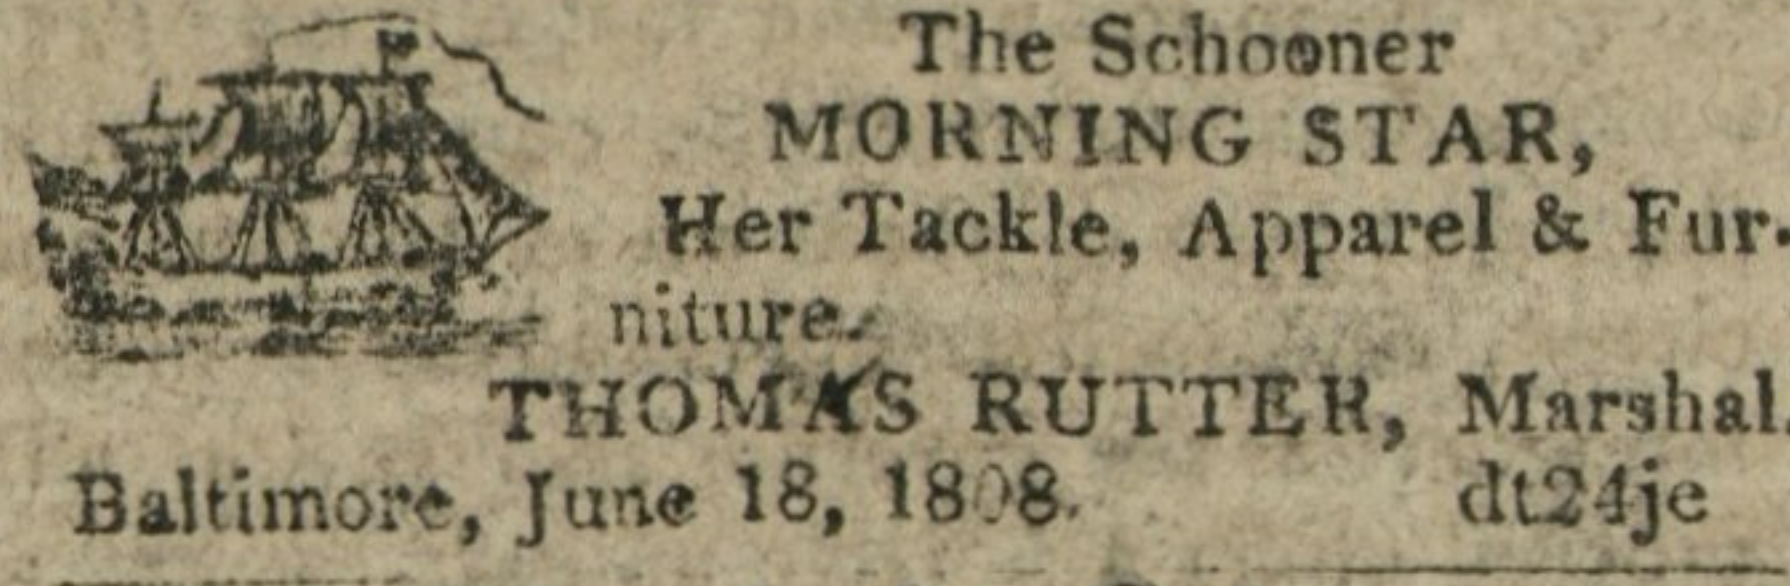 The Schooner
MORNING STAR,
Her Tackle, Apparel & Fur-
niture.
THOMAS RUTTER, Marshal.
Baltimore, June 18, 1808. dt24je